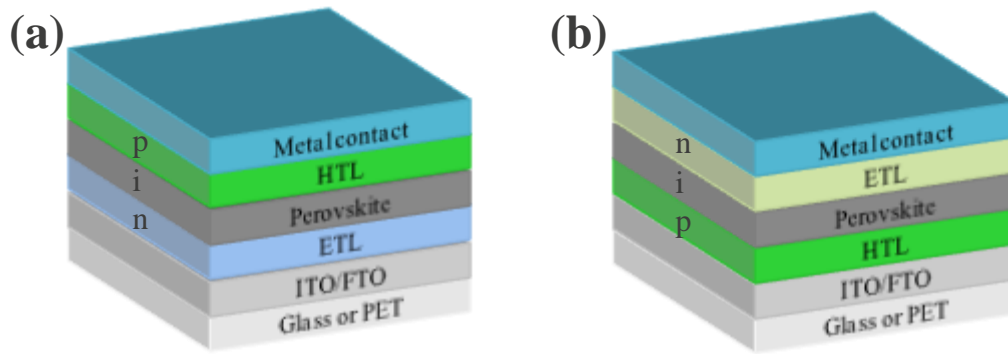 (a)
p
i
n
Metal contact
HTL
Perovskite
ETL
ITO/FTO
Glass or PET
(b)
n
i
p
Metal contact
ETL
Perovskite
HTL
ITO/FTO
Glass or PET